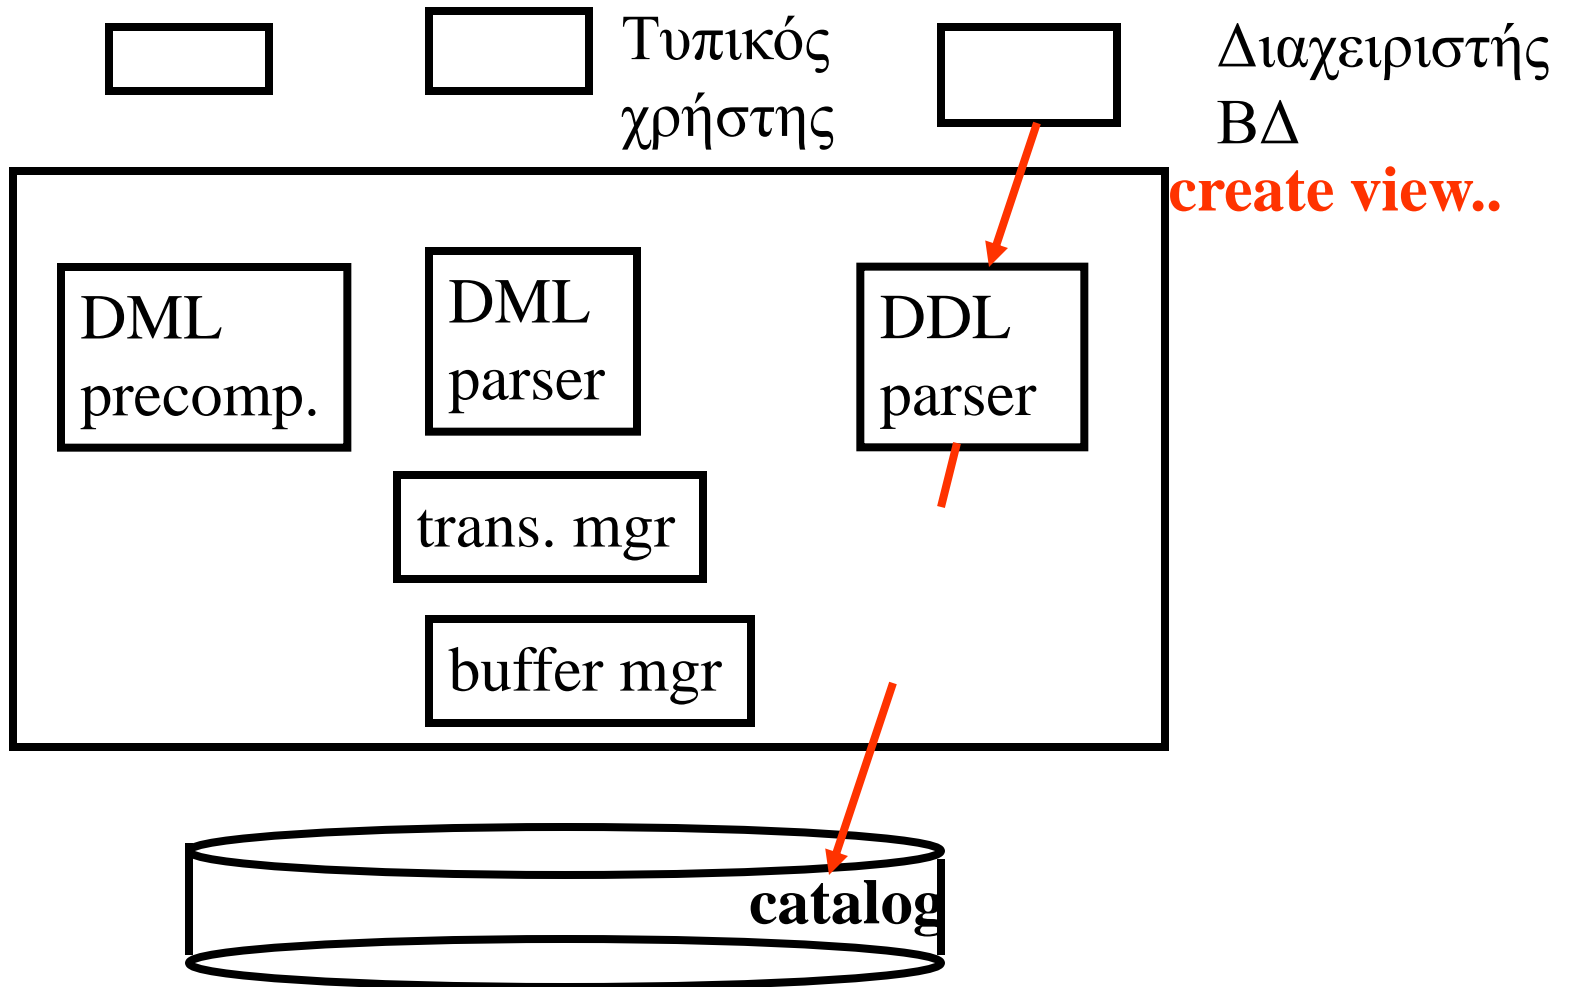 Τυπικός
χρήστης
Διαχειριστής
ΒΔ
create view..
DML
precomp.
DML
parser
DDL
parser
trans. mgr
buffer mgr
catalog